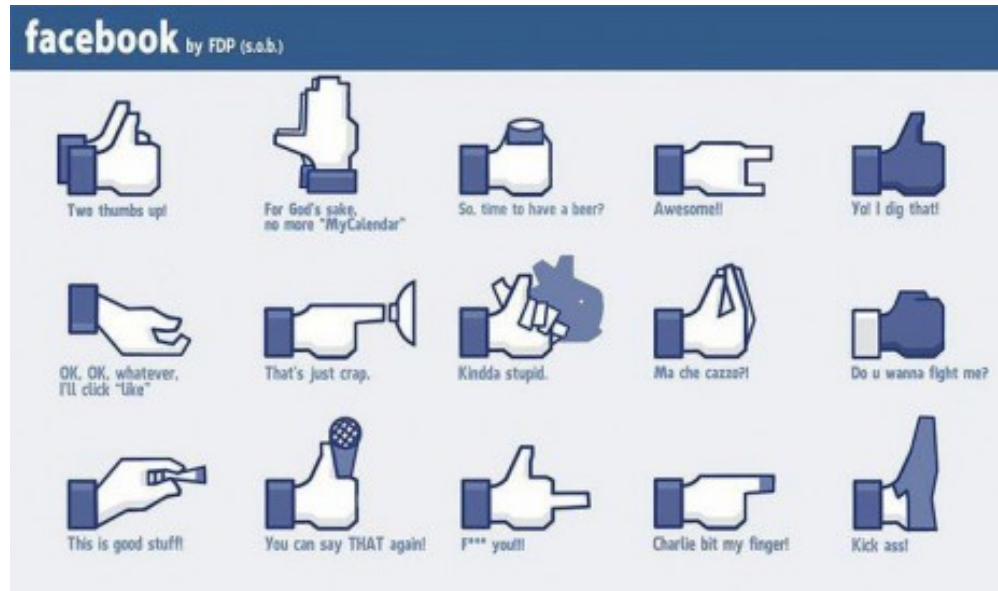 facebook by FDP (s.o.b.)
Two thumbs up!
For God's sake,
no more "MyCalendar"
So, time to have a beer?
Awesome!!
Yo! I dig that!
OK, OK, whatever,
I'll click "like"
That's just crap.
Kindda stupid.
Ma che cazzo?!
Do u wanna fight me?
This is good stuff!
You can say THAT again!
F*** you!!!
Charlie bit my finger!
Kick ass!